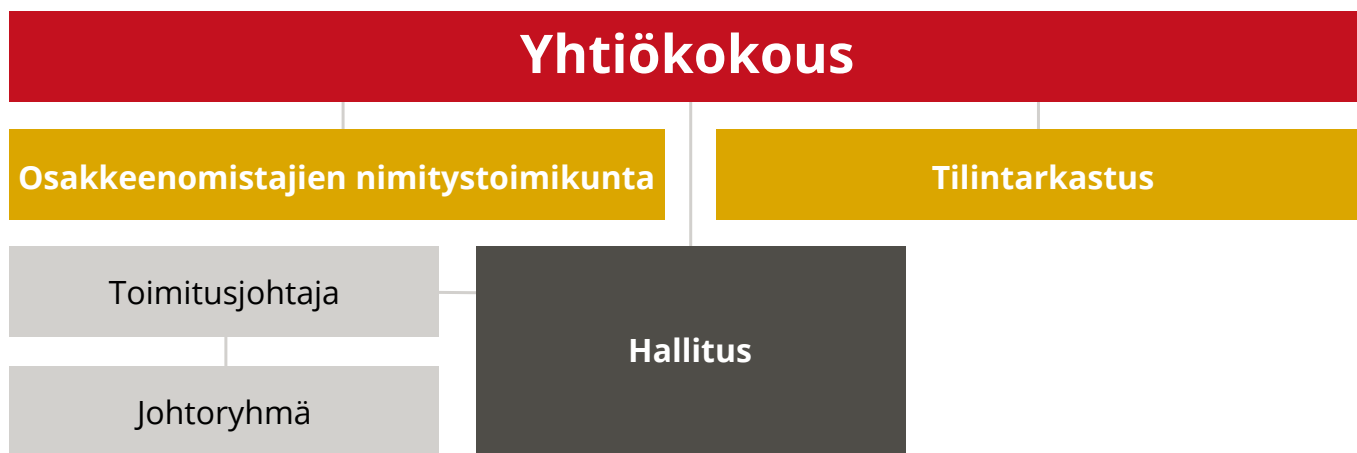 Yhtiökokous
Osakkeenomistajien nimitystoimikunta
Tilintarkastus
Toimitusjohtaja
Hallitus
Johtoryhmä